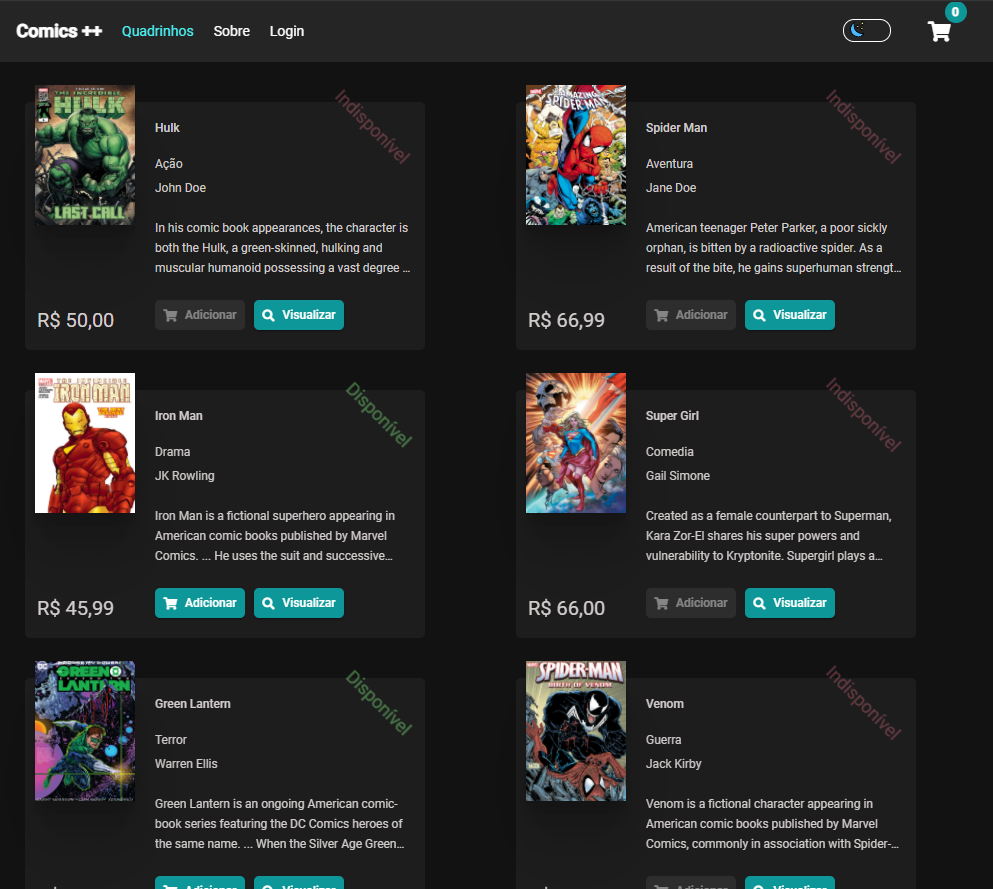 Comics ++ Quadrinhos Sobre Login 0
THE INCREDIBLE
HULK
LAST CALL
Indisponível
Hulk
Ação
John Doe
In his comic book appearances, the character is
both the Hulk, a green-skinned, hulking and
muscular humanoid possessing a vast degree ...
R$ 50,00
Adicionar Visualizar
AMAZING
SPIDER-MAN
Indisponível
Spider Man
Aventura
Jane Doe
American teenager Peter Parker, a poor sickly
orphan, is bitten by a radioactive spider. As a
result of the bite, he gains superhuman strengt...
R$ 66,99
Adicionar Visualizar
THE INVINCIBLE
IRON MAN
Disponível
Iron Man
Drama
JK Rowling
Iron Man is a fictional superhero appearing in
American comic books published by Marvel
Comics. ... He uses the suit and successive...
R$ 45,99
Adicionar Visualizar
Indisponível
Super Girl
Comedia
Gail Simone
Created as a female counterpart to Superman,
Kara Zor-El shares his super powers and
vulnerability to Kryptonite. Supergirl plays a...
R$ 66,00
Adicionar Visualizar
DC
GREEN
LANTERN
Disponível
Green Lantern
Terror
Warren Ellis
Green Lantern is an ongoing American comic-
book series featuring the DC Comics heroes of
the same name. ... When the Silver Age Green...
Adicionar Visualizar
SPIDER-MAN
BIRTH OF VENOM
Indisponível
Venom
Guerra
Jack Kirby
Venom is a fictional character appearing in
American comic books published by Marvel
Comics, commonly in association with Spider-...
Adicionar Visualizar